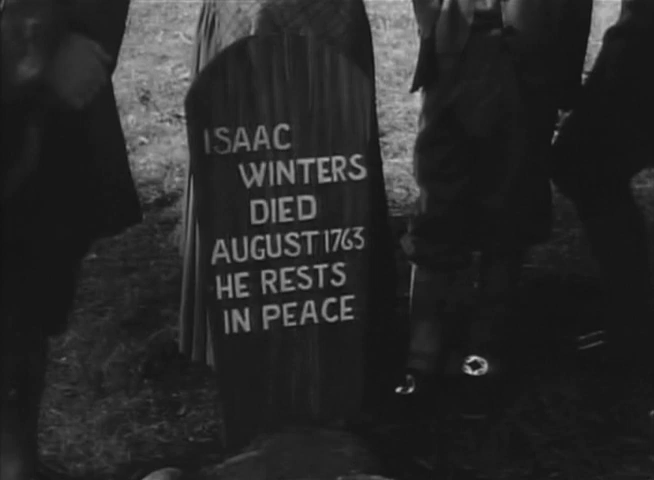 ISAAC
WINTERS
DIED
AUGUST 1763
HE RESTS
IN PEACE